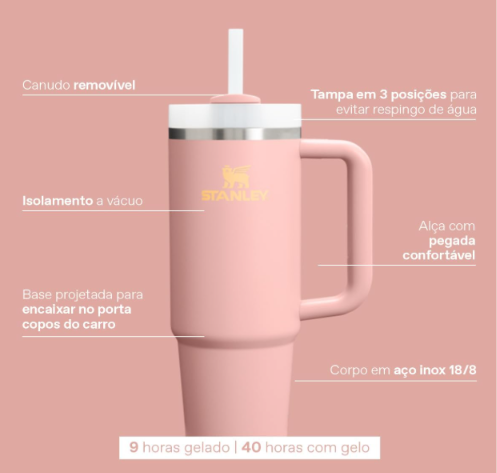 Canudo removível
Tampa em 3 posições para
evitar respingo de água
STANLEY
Isolamento a vácuo
Alça com
pegada
confortável
Base projetada para
encaixar no porta
copos do carro
Corpo em aço inox 18/8
9 horas gelado | 40 horas com gelo